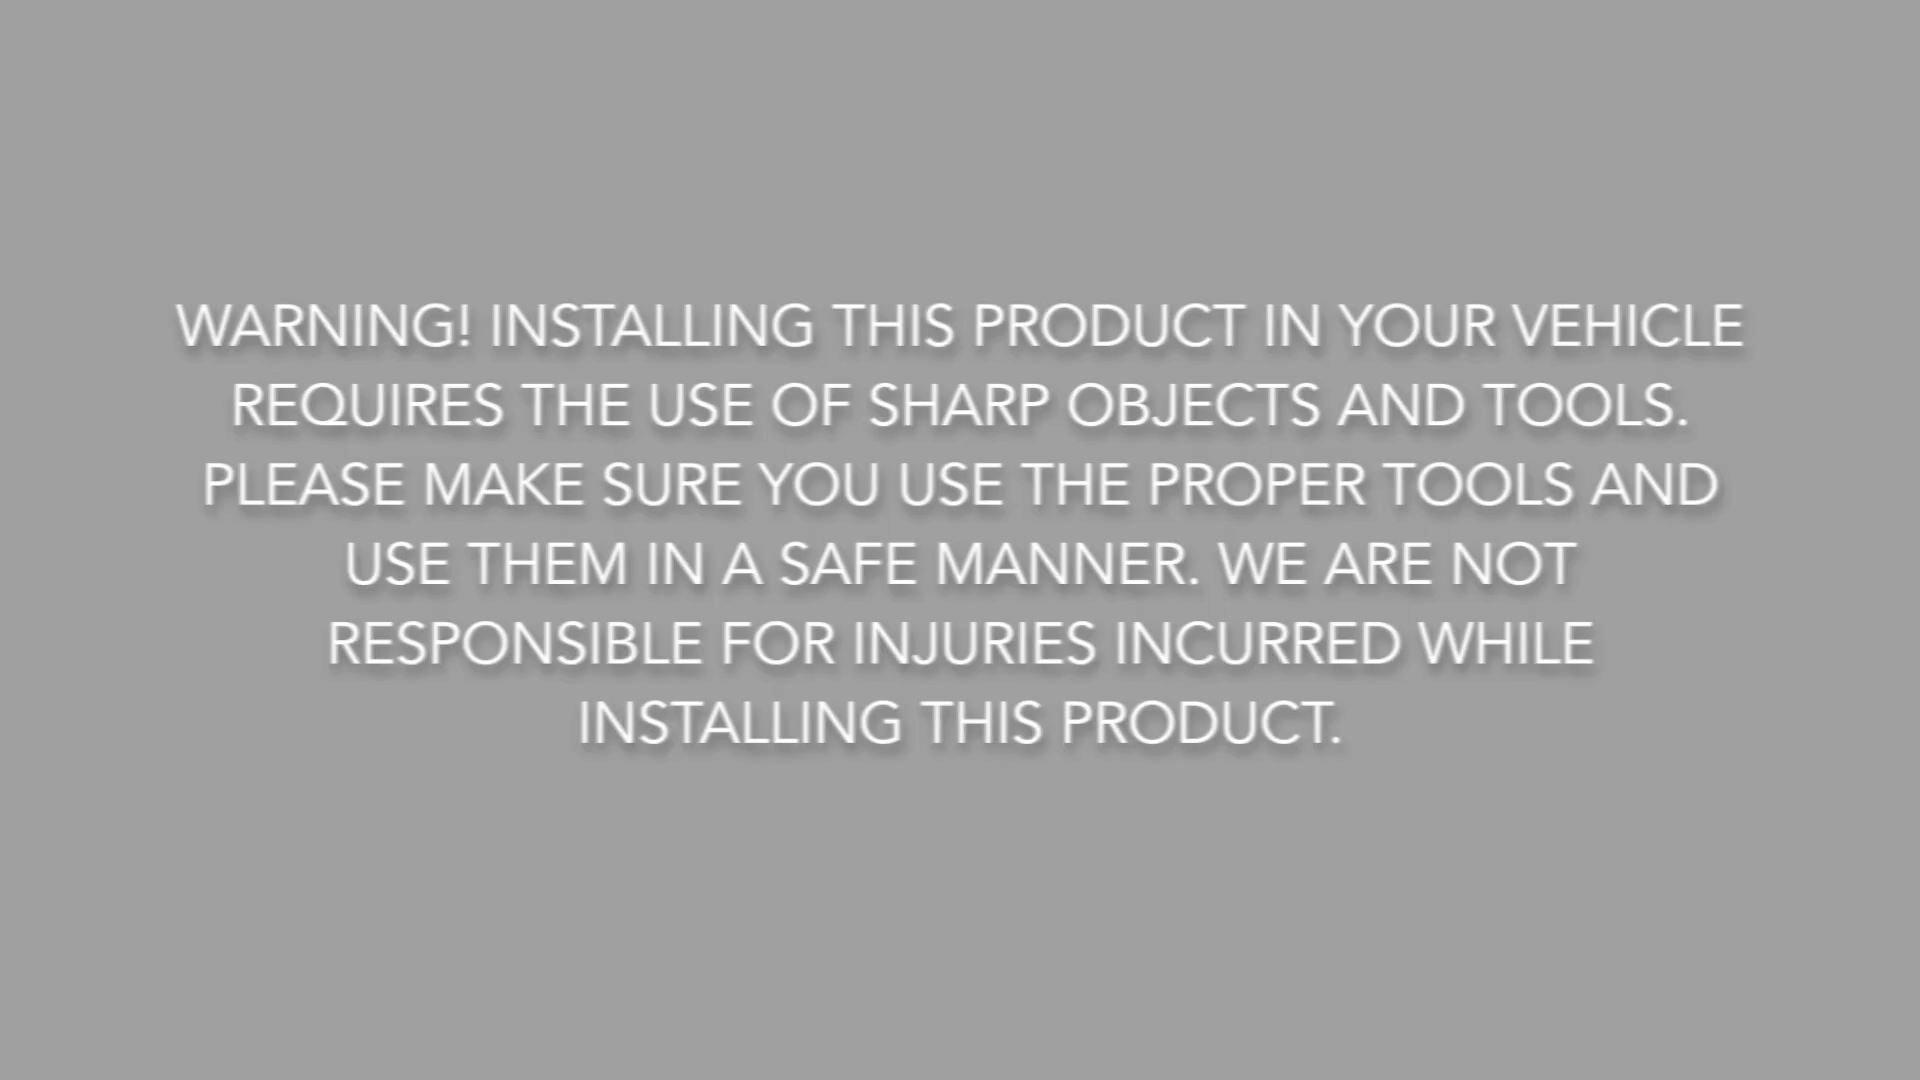 WARNING! INSTALLING THIS PRODUCT IN YOUR VEHICLE
REQUIRES THE USE OF SHARP OBJECTS AND TOOLS.
PLEASE MAKE SURE YOU USE THE PROPER TOOLS AND
USE THEM IN A SAFE MANNER. WE ARE NOT
RESPONSIBLE FOR INJURIES INCURRED WHILE
INSTALLING THIS PRODUCT.